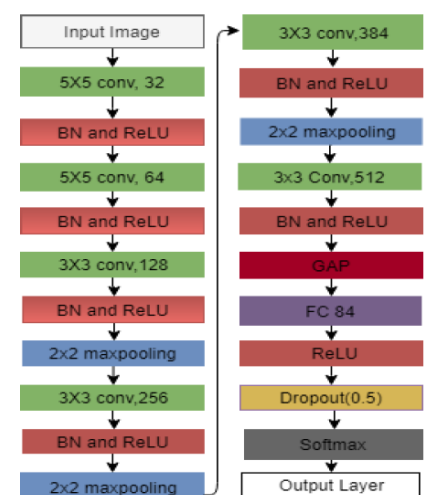 Input Image
5X5 conv, 32
BN and ReLU
5X5 conv, 64
BN and ReLU
3X3 conv,128
BN and ReLU
2x2 maxpooling
3X3 conv,256
BN and ReLU
2x2 maxpooling
3X3 conv,384
BN and ReLU
2x2 maxpooling
3x3 Conv,512
BN and ReLU
GAP
FC 84
ReLU
Dropout(0.5)
Softmax
Output Layer